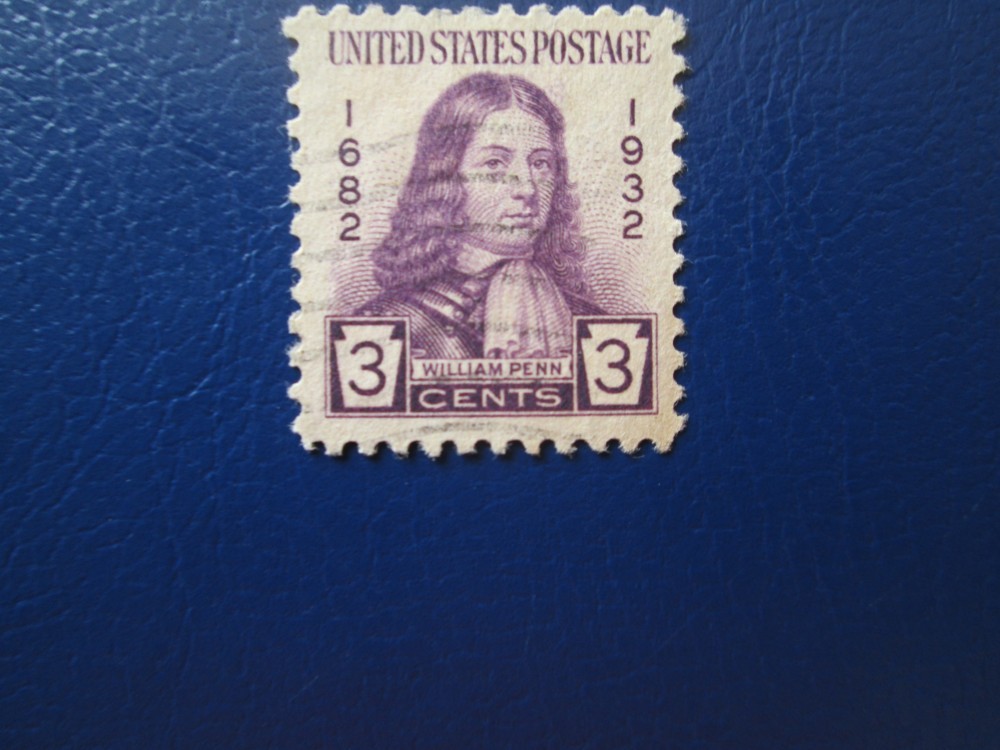 UNITED STATES POSTAGE
1682
1932
WILLIAM PENN
3 CENTS 3